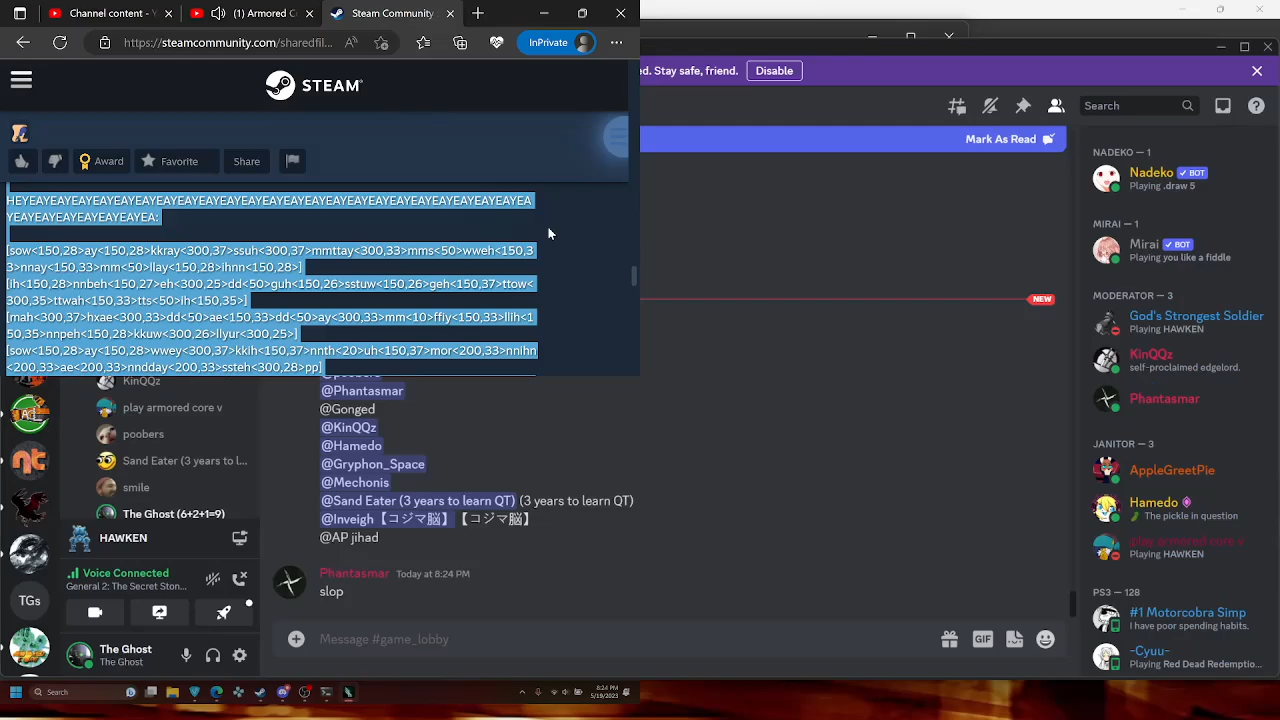 Channel content - Y
(1) Armored C
Steam Community
https://steamcommunity.com/sharedfil...
InPrivate
STEAM®
Award
Favorite
Share
HEYEAYEAYEAYEAYEAYEAYEAYEAYEAYEAYEAYEAYEAYEAYEAYEAYEAYEAYEAYEAYEAYEAYEAYEA
YEAYEAYEAYEAYEAYEAYEA:
[sow<150,28>ay<150,28>kkray<300,37>ssuh<300,37>mmttay<300,33>mms<50>wweh<150,3
3>nnay<150,33>mm<50>llay<150,28>ihnn<150,28>]
[ih<150,28>nnbeh<150,37>eh<300,25>dd<50>guh<150,26>sstuw<150,26>geh<150,37>ttow<
300,35>ttwah<150,33>tts<50>ih<150,35>]
[mah<300,37>hxae<300,33>dd<50>ae<150,33>dd<50>ay<300,33>mm<10>ffiy<150,33>llih<1
50,35>nnpeh<150,28>kkuw<300,26>llyur<300,25>]
[sow<150,28>ay<150,28>wwey<300,37>kkih<150,37>nnth<20>uh<150,37>mor<200,33>nnihn
<200,33>ae<200,33>nndday<200,33>ssteh<300,28>pp]
ed. Stay safe, friend.
Disable
Search
Mark As Read
NEW
NADEKO — 1
Nadeko
BOT
Playing .draw 5
MIRAI — 1
Mirai
BOT
Playing you like a fiddle
MODERATOR — 3
God's Strongest Soldier
Playing HAWKEN
KinQQz
self-proclaimed edgelord.
Phantasmar
JANITOR — 3
AppleGreetPie
Hamedo
The pickle in question
play armored core v
Playing HAWKEN
PS3 — 128
#1 Motorcobra Simp
I have poor spending habits.
-Cyuu-
Playing Red Dead Redemptio...
KinQQz
play armored core v
poobers
Sand Eater (3 years to l...
smile
The Ghost (6+2+1=9)
HAWKEN
Voice Connected
General 2: The Secret Ston...
TGs
The Ghost
The Ghost
@poobers
@Phantasmar
@Gonged
@KinQQz
@Hamedo
@Gryphon_Space
@Mechonis
@Sand Eater (3 years to learn QT) (3 years to learn QT)
@Inveigh【コジマ脳】【コジマ脳】
@AP jihad
Phantasmar Today at 8:24 PM
slop
Message #game_lobby
GIF
Search
8:24 PM
5/19/2023